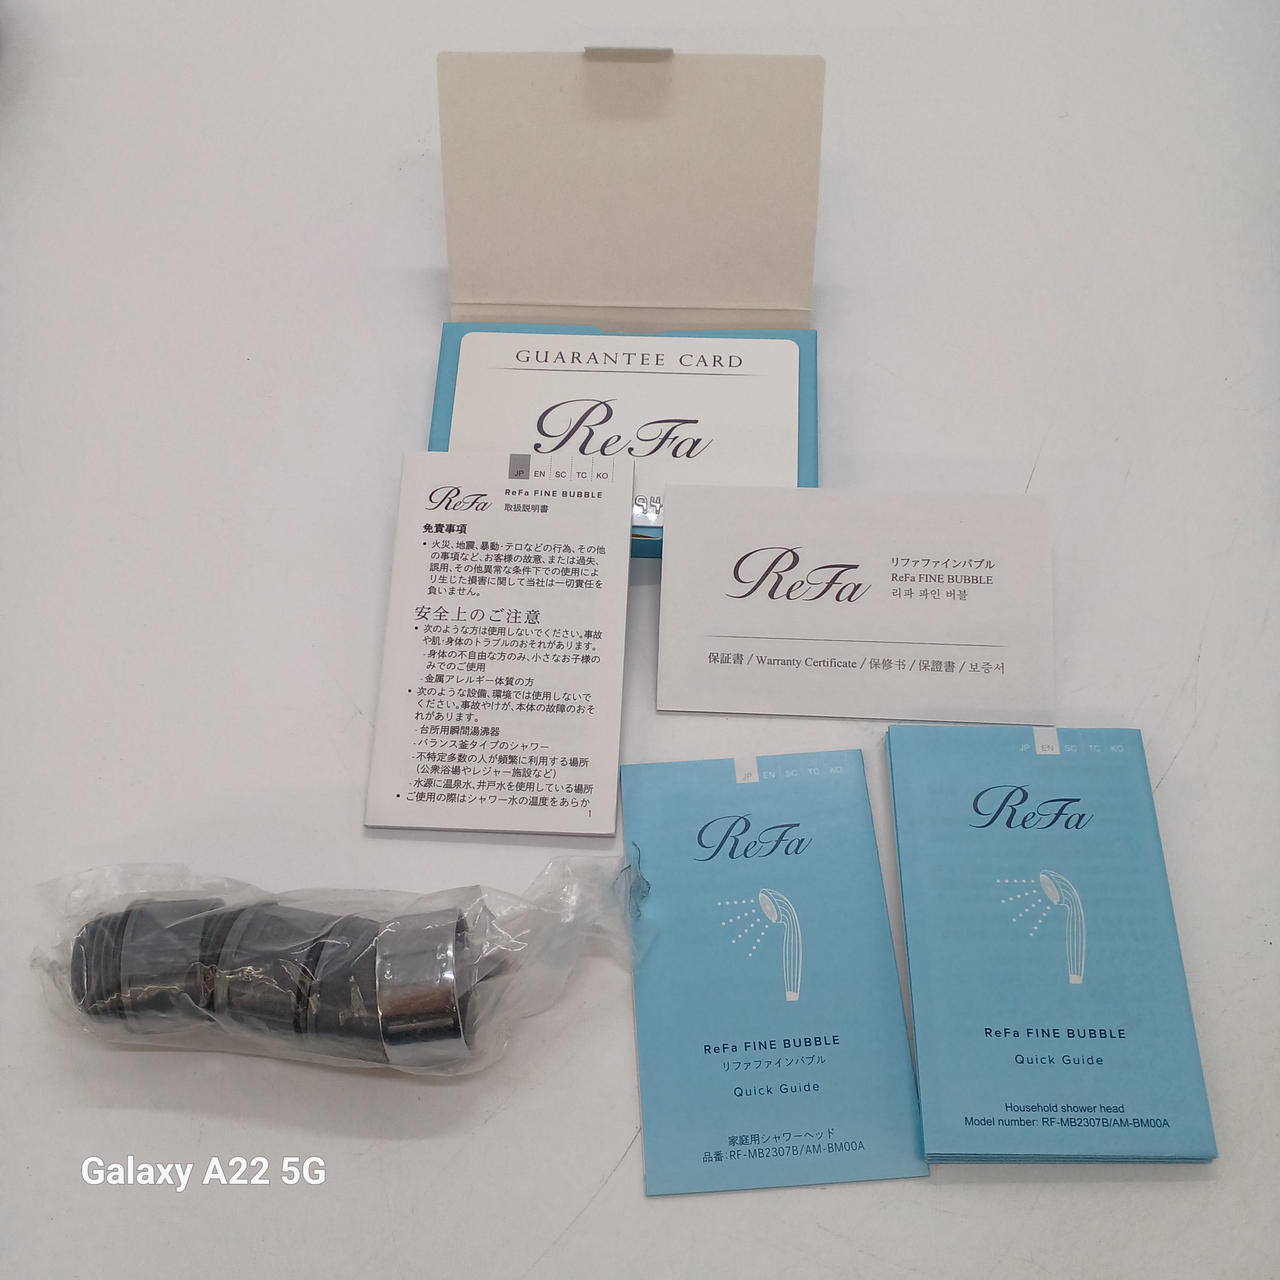 GUARANTEE CARD
ReFa
94
JP EN SC TC KO
ReFa
ReFa FINE BUBBLE
取扱説明書
免責事項
• 火災、地震、暴動・テロなどの行為、その他
の事項など、お客様の故意、または過失、
誤用、その他異常な条件下での使用によ
り生じた損害に関して当社は一切責任を
負いません。
安全上のご注意
• 次のような方は使用しないでください。事故
や肌・身体のトラブルのおそれがあります。
- 身体の不自由な方のみ、小さなお子様の
みでのご使用
- 金属アレルギー体質の方
• 次のような設備、環境では使用しないで
ください。事故やけが、本体の故障のおそ
れがあります。
- 台所用瞬間湯沸器
- バランス釜タイプのシャワー
- 不特定多数の人が頻繁に利用する場所
（公衆浴場やレジャー施設など）
- 水源に温泉水、井戸水を使用している場所
• ご使用の際はシャワー水の温度をあらか
1
ReFa
リファファインバブル
ReFa FINE BUBBLE
리파 파인 버블
保証書 / Warranty Certificate / 保修书 / 保證書 / 보증서
JP EN SC TC KO
ReFa
ReFa FINE BUBBLE
リファファインバブル
Quick Guide
家庭用シャワーヘッド
品番：RF-MB2307B/AM-BM00A
JP EN SC TC KO
ReFa
ReFa FINE BUBBLE
Quick Guide
Household shower head
Model number: RF-MB2307B/AM-BM00A
Galaxy A22 5G